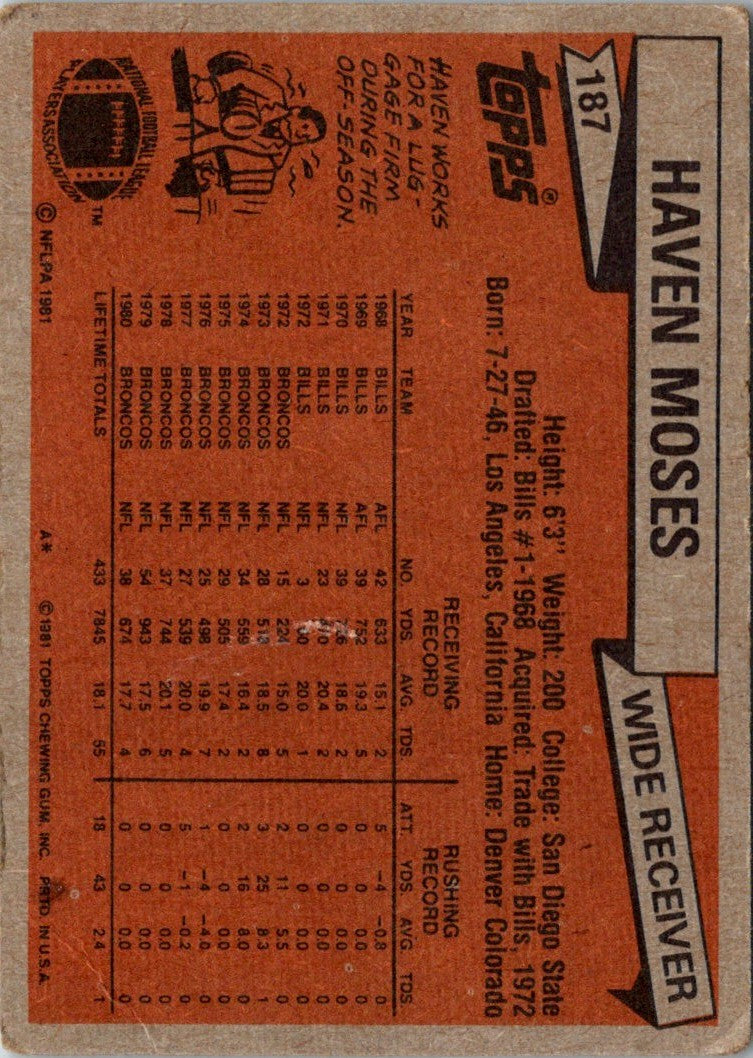 187
HAVEN MOSES
WIDE RECEIVER
TOPPS®
Height: 6'3" Weight: 200 College: San Diego State
Drafted: Bills #1-1968 Acquired: Trade with Bills, 1972
Born: 7-27-46, Los Angeles, California Home: Denver Colorado
HAVEN WORKS
FOR A LUG-
GAGE FIRM
DURING THE
OFF-SEASON.
RECEIVING RECORD RUSHING RECORD
YEAR TEAM NO. YDS. AVG. TDS ATT. YDS. AVG. TDS.
1968 BILLS AFL 42 633 15.1 2 5 -4 -0.8 0
1969 BILLS AFL 39 752 19.3 5 0 0 0.0 0
1970 BILLS NFL 39 18.6 2 0 0 0.0 0
1971 BILLS NFL 23 20.4 2 0 0 0.0 0
1972 BILLS NFL 3 20.0 1 0 0 0.0 0
1972 BRONCOS NFL 15 224 15.0 5 2 11 5.5 0
1973 BRONCOS NFL 28 518 18.5 8 3 25 8.3 1
1974 BRONCOS NFL 34 559 16.4 2 2 16 8.0 0
1975 BRONCOS NFL 29 505 17.4 2 0 0 0.0 0
1976 BRONCOS NFL 25 498 19.9 7 1 -4 -4.0 0
1977 BRONCOS NFL 27 539 20.0 4 5 -1 -0.2 0
1978 BRONCOS NFL 37 744 20.1 5 0 0 0.0 0
1979 BRONCOS NFL 54 943 17.5 6 0 0 0.0 0
1980 BRONCOS NFL 38 674 17.7 4 0 0 0.0 0
LIFETIME TOTALS 433 7845 18.1 55 18 43 2.4 1
NATIONAL FOOTBALL LEAGUE
PLAYERS ASSOCIATION
™
© NFLPA 1981
A* © 1981 TOPPS CHEWING GUM, INC. PRTD. IN U.S.A.